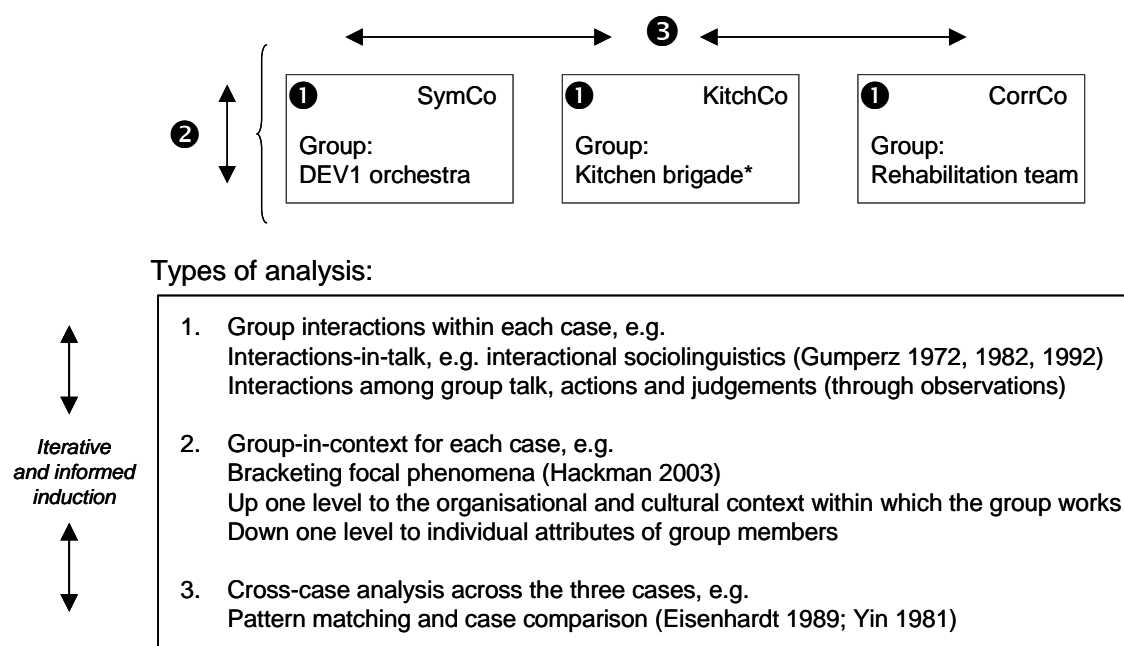 ❸
❷
❶ SymCo
Group:
DEV1 orchestra
❶ KitchCo
Group:
Kitchen brigade*
❶ CorrCo
Group:
Rehabilitation team
Types of analysis:
Iterative
and informed
induction
1. Group interactions within each case, e.g.
Interactions-in-talk, e.g. interactional sociolinguistics (Gumperz 1972, 1982, 1992)
Interactions among group talk, actions and judgements (through observations)
2. Group-in-context for each case, e.g.
Bracketing focal phenomena (Hackman 2003)
Up one level to the organisational and cultural context within which the group works
Down one level to individual attributes of group members
3. Cross-case analysis across the three cases, e.g.
Pattern matching and case comparison (Eisenhardt 1989; Yin 1981)